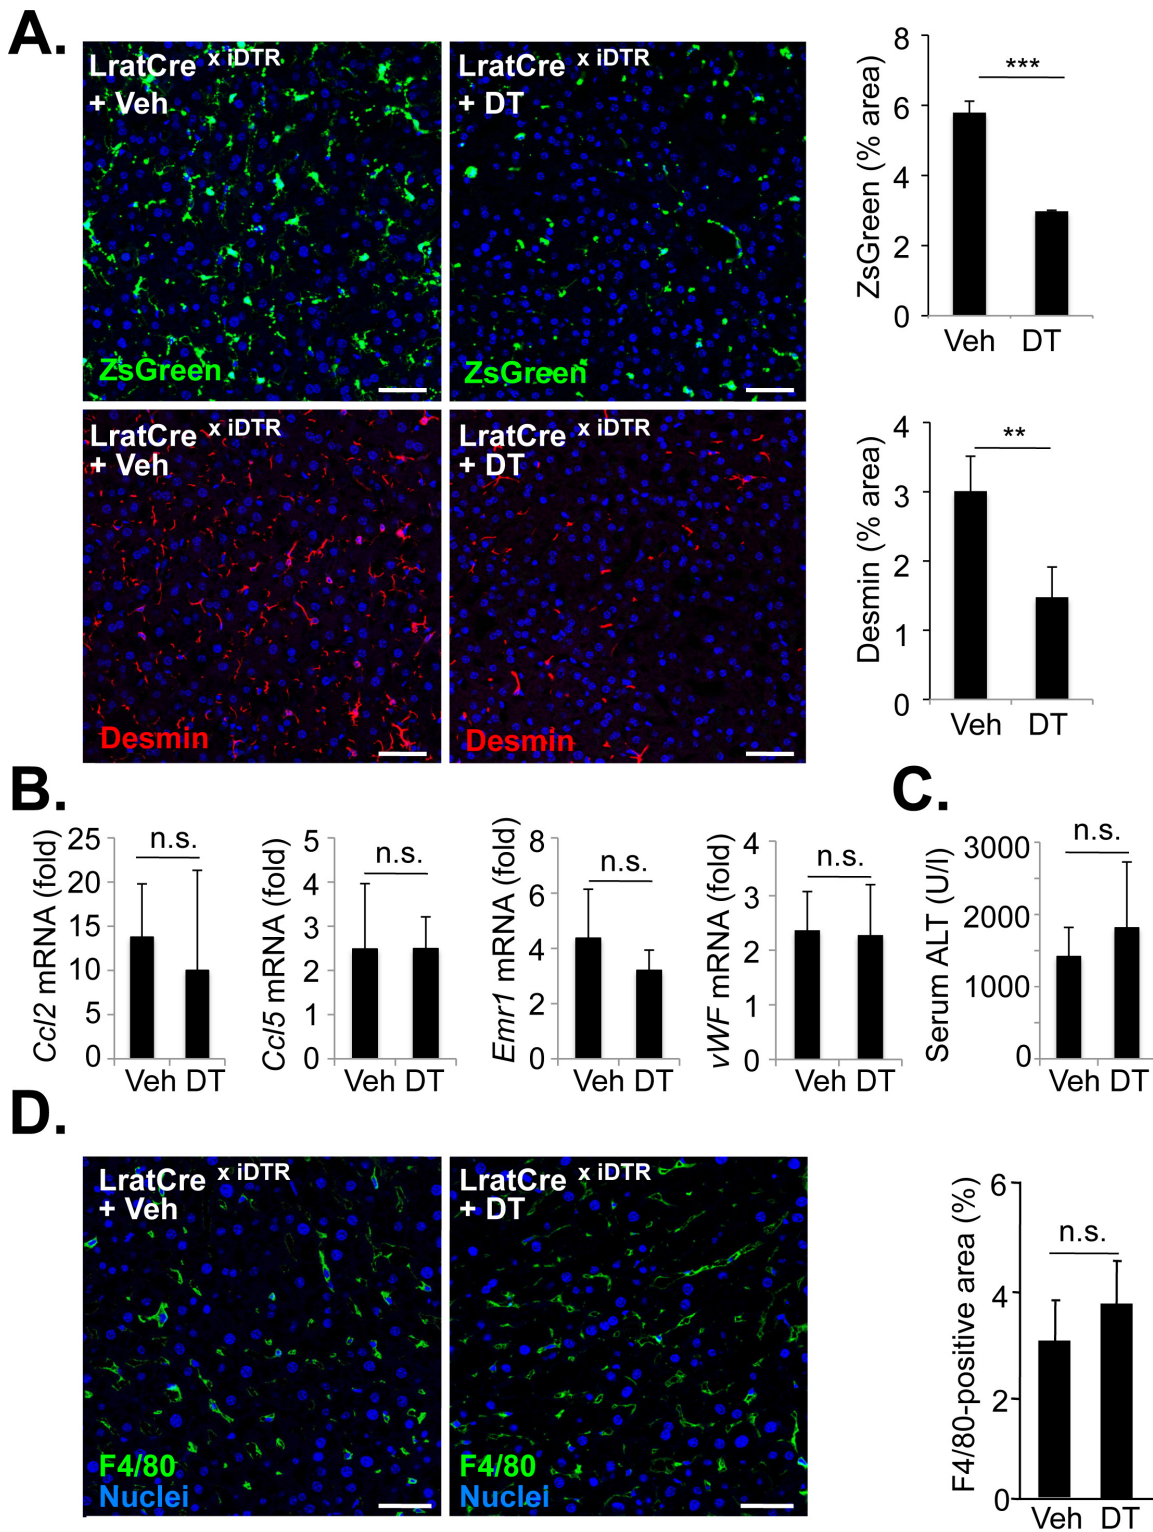 A.
LratCre x iDTR
+ Veh
ZsGreen
LratCre x iDTR
+ DT
ZsGreen
ZsGreen (% area)
8
6
4
2
0
***
Veh DT
LratCre x iDTR
+ Veh
Desmin
LratCre x iDTR
+ DT
Desmin
Desmin (% area)
4
3
2
1
0
**
Veh DT
B.
Ccl2 mRNA (fold)
25
20
15
10
5
0
n.s.
Veh DT
Ccl5 mRNA (fold)
5
4
3
2
1
0
n.s.
Veh DT
Emr1 mRNA (fold)
8
6
4
2
0
n.s.
Veh DT
vWF mRNA (fold)
4
3
2
1
0
n.s.
Veh DT
C.
Serum ALT (U/l)
3000
2000
1000
0
n.s.
Veh DT
D.
LratCre x iDTR
+ Veh
F4/80
Nuclei
LratCre x iDTR
+ DT
F4/80
Nuclei
F4/80-positive area (%)
6
4
2
0
n.s.
Veh DT